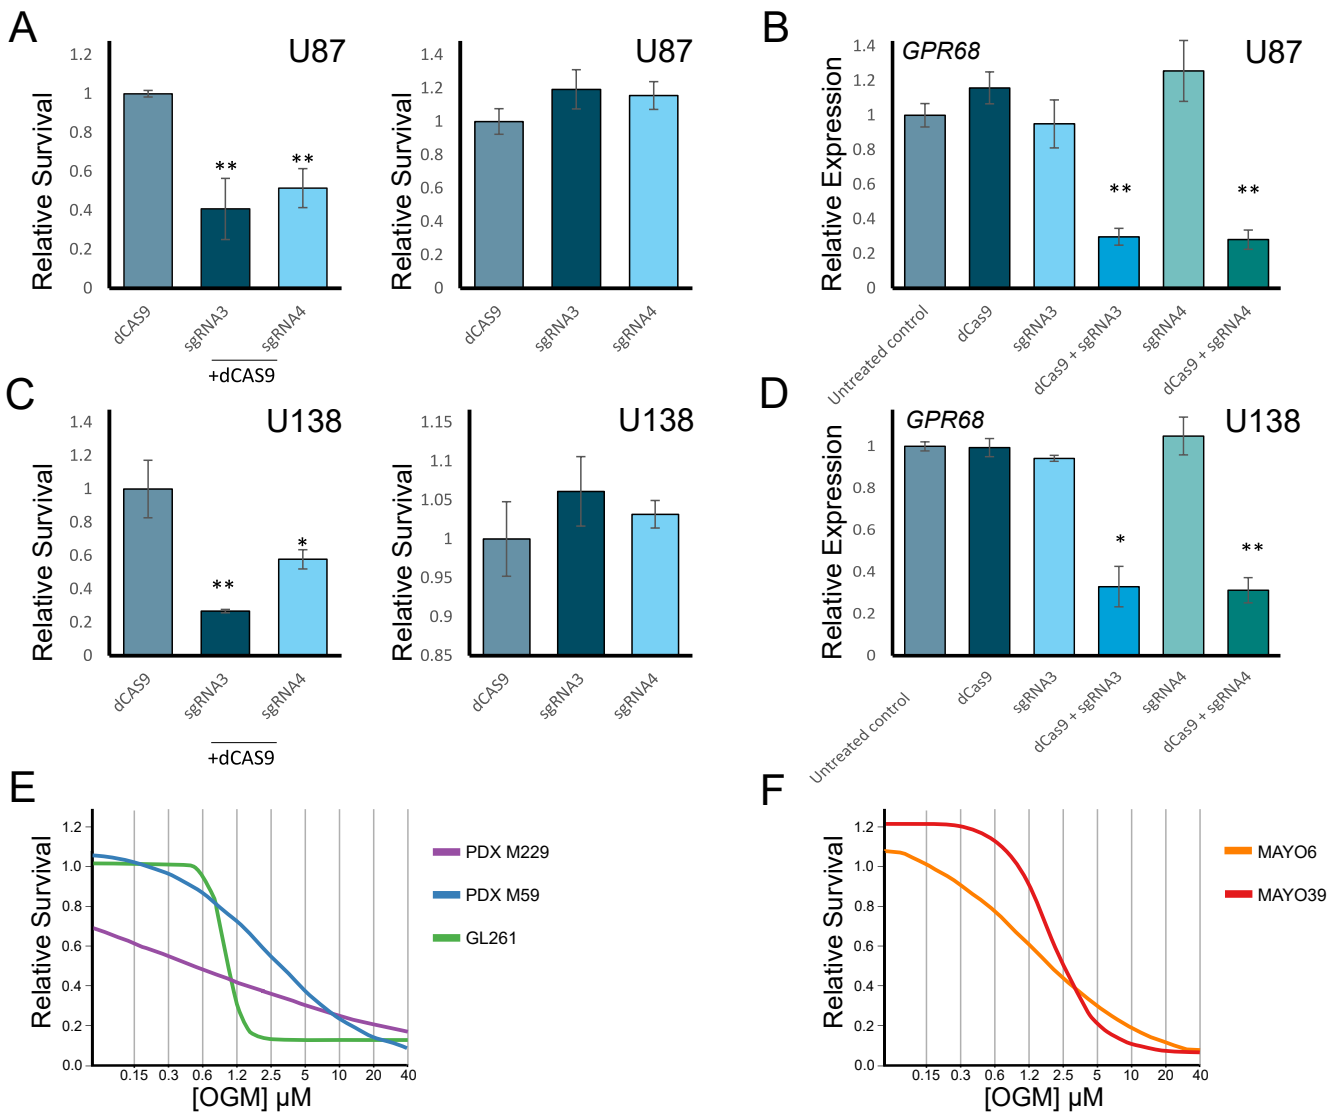 A
U87
Relative Survival
1.2
1
0.8
0.6
0.4
0.2
0
**
**
dCAS9
sgRNA3
sgRNA4
+dCAS9
U87
Relative Survival
1.4
1.2
1
0.8
0.6
0.4
0.2
0
dCAS9
sgRNA3
sgRNA4
B
GPR68
U87
Relative Expression
1.4
1.2
1
0.8
0.6
0.4
0.2
0
**
**
Untreated control
dCas9
sgRNA3
dCas9 + sgRNA3
sgRNA4
dCas9 + sgRNA4
C
U138
Relative Survival
1.4
1.2
1
0.8
0.6
0.4
0.2
0
**
*
dCAS9
sgRNA3
sgRNA4
+dCAS9
U138
Relative Survival
1.15
1.1
1.05
1
0.95
0.9
0.85
dCAS9
sgRNA3
sgRNA4
D
GPR68
U138
Relative Expression
1
0.8
0.6
0.4
0.2
0
*
**
Untreated control
dCas9
sgRNA3
dCas9 + sgRNA3
sgRNA4
dCas9 + sgRNA4
E
Relative Survival
1.2
1.0
0.8
0.6
0.4
0.2
0.0
0.15 0.3 0.6 1.2 2.5 5 10 20 40
[OGM] μM
PDX M229
PDX M59
GL261
F
Relative Survival
1.2
1.0
0.8
0.6
0.4
0.2
0.0
0.15 0.3 0.6 1.2 2.5 5 10 20 40
[OGM] μM
MAYO6
MAYO39